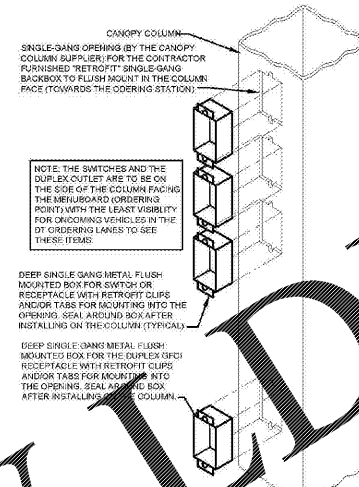 CANOPY COLUMN
SINGLE-GANG OPENING (BY THE CANOPY
COLUMN SUPPLIER) FOR THE CONTRACTOR
FURNISHED "RETROFIT" SINGLE-GANG
BACKBOX TO FLUSH MOUNT IN THE COLUMN
FACE (TOWARDS THE ODERING STATION)
NOTE: THE SWITCHES AND THE
DUPLEX OUTLET ARE TO BE ON
THE SIDE OF THE COLUMN FACING
THE MENUBOARD (ORDERING
POINT) WITH THE LEAST VISIBLITY
FOR ONCOMING VEHICLES IN THE
DT ORDERING LANES TO SEE
THESE ITEMS.
DEEP SINGLE GANG METAL FLUSH
MOUNTED BOX FOR SWITCH OR
RECEPTACLE WITH RETROFIT CLIPS
AND/OR TABS FOR MOUNTING INTO THE
OPENING. SEAL AROUND BOX AFTER
INSTALLING ON THE COLUMN (TYPICAL)
DEEP SINGLE GANG METAL FLUSH
MOUNTED BOX FOR THE DUPLEX GFCI
RECEPTACLE WITH RETROFIT CLIPS
AND/OR TABS FOR MOUNTING INTO
THE OPENING. SEAL AROUND BOX
AFTER INSTALLING ON THE COLUMN.
L D